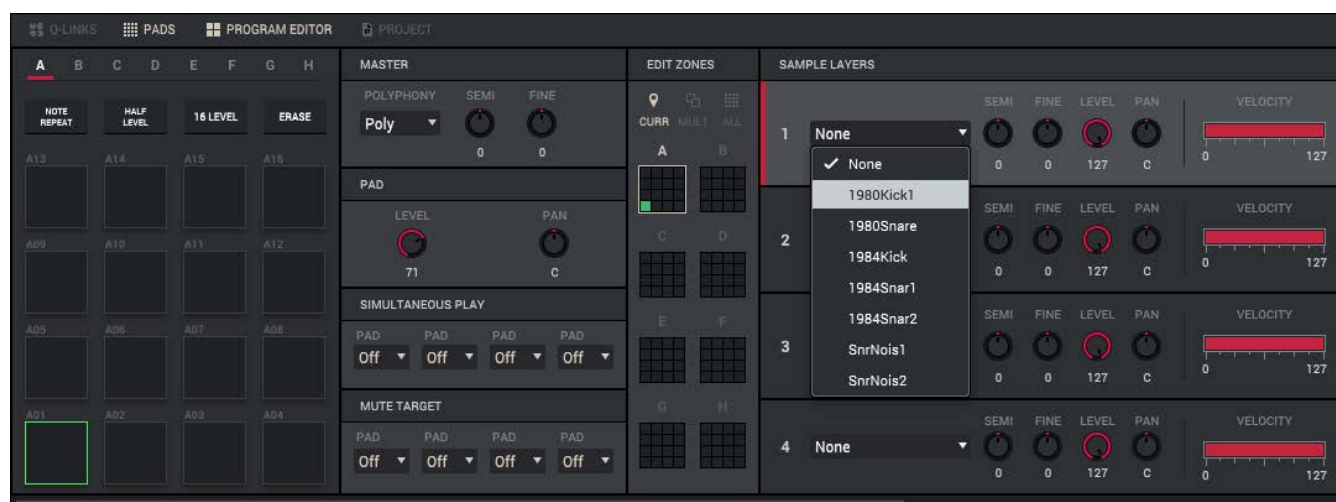 Q-LINKS PADS PROGRAM EDITOR PROJECT
A B C D E F G H
NOTE REPEAT
HALF LEVEL
16 LEVEL
ERASE
A13 A14 A15 A16
A09 A10 A11 A12
A05 A06 A07 A08
A01 A02 A03 A04
MASTER
POLYPHONY SEMI FINE
Poly
0 0
PAD
LEVEL PAN
71 C
SIMULTANEOUS PLAY
PAD PAD PAD PAD
Off Off Off Off
MUTE TARGET
PAD PAD PAD PAD
Off Off Off Off
EDIT ZONES
CURR MULT ALL
A B
C D
E F
G H
SAMPLE LAYERS
SEMI FINE LEVEL PAN VELOCITY
1 None
0 0 127 C 0 127
None
1980Kick1
1980Snare
1984Kick
1984Snar1
1984Snar2
SnrNois1
SnrNois2
SEMI FINE LEVEL PAN VELOCITY
2
0 0 127 C 0 127
SEMI FINE LEVEL PAN VELOCITY
3
0 0 127 C 0 127
SEMI FINE LEVEL PAN VELOCITY
4 None
0 0 127 C 0 127